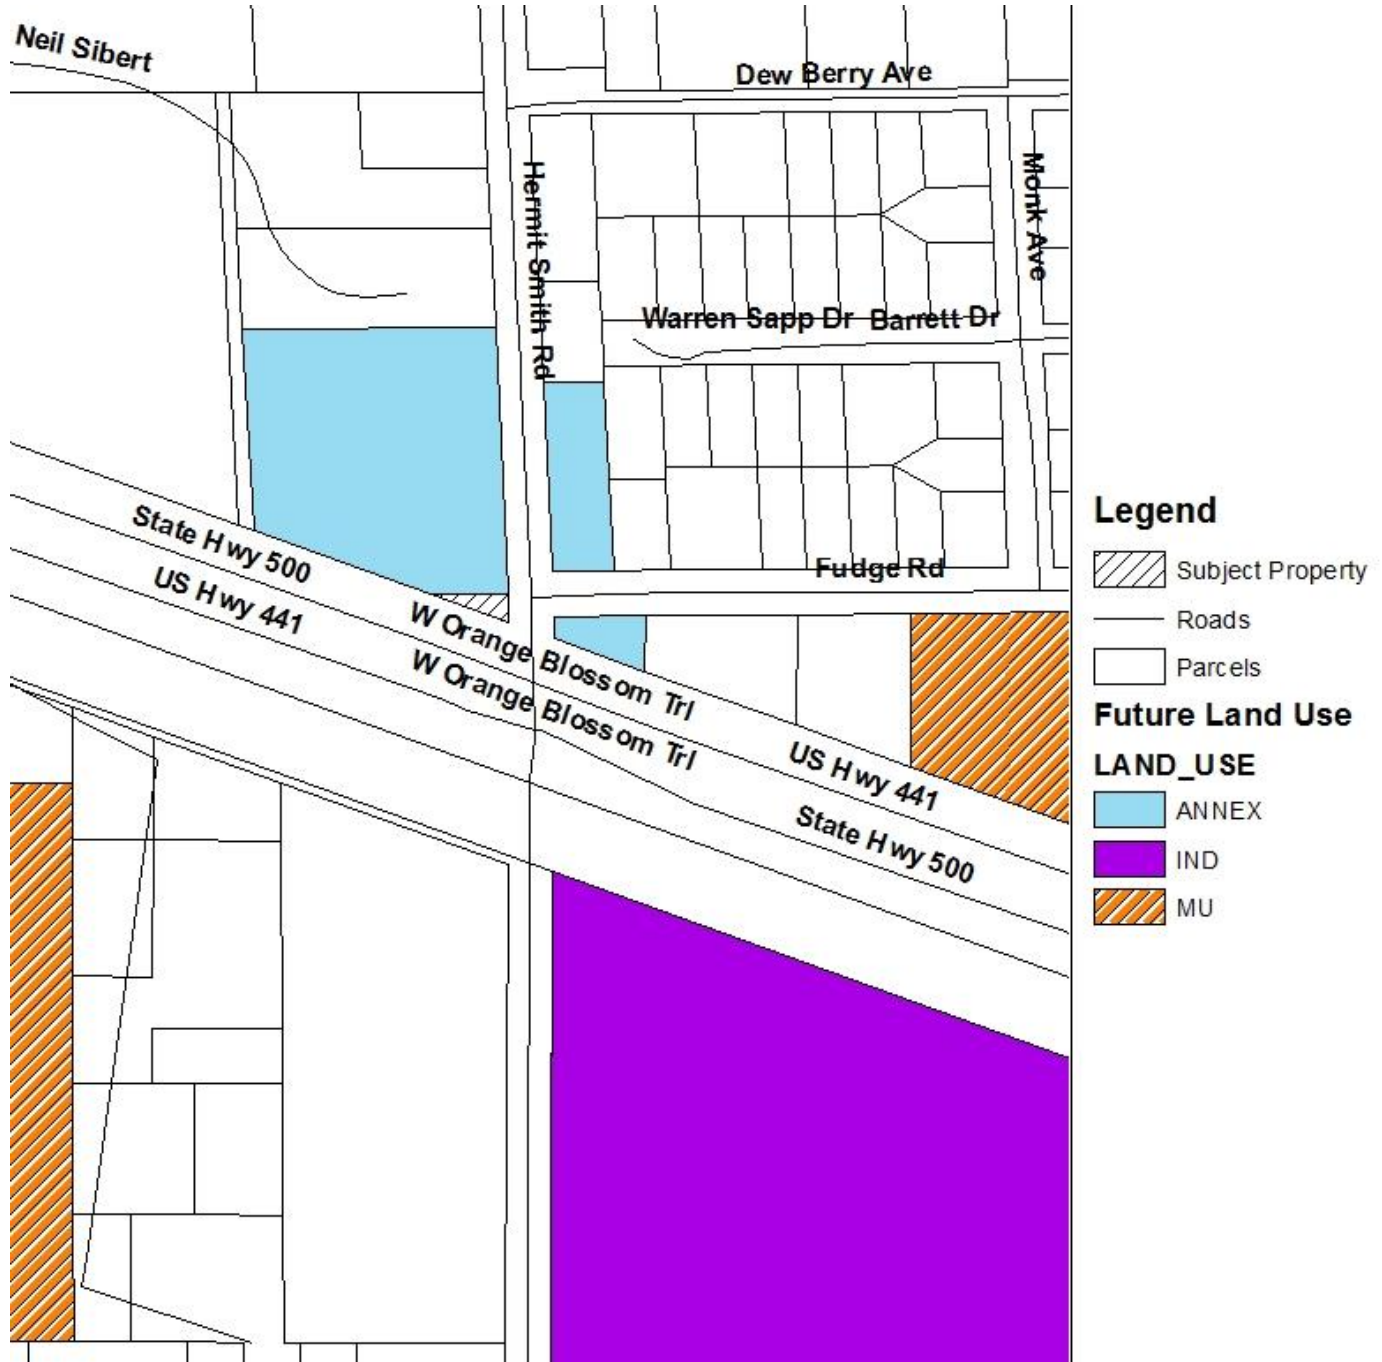 Neil Sibert
Dew Berry Ave
Hermit Smith Rd
Monk Ave
Warren Sapp Dr
Barrett Dr
State Hwy 500
US Hwy 441
Fudge Rd
W Orange Blossom Trl
W Orange Blossom Trl
US Hwy 441
State Hwy 500
Legend
Subject Property
Roads
Parcels
Future Land Use
LAND_USE
ANNEX
IND
MU